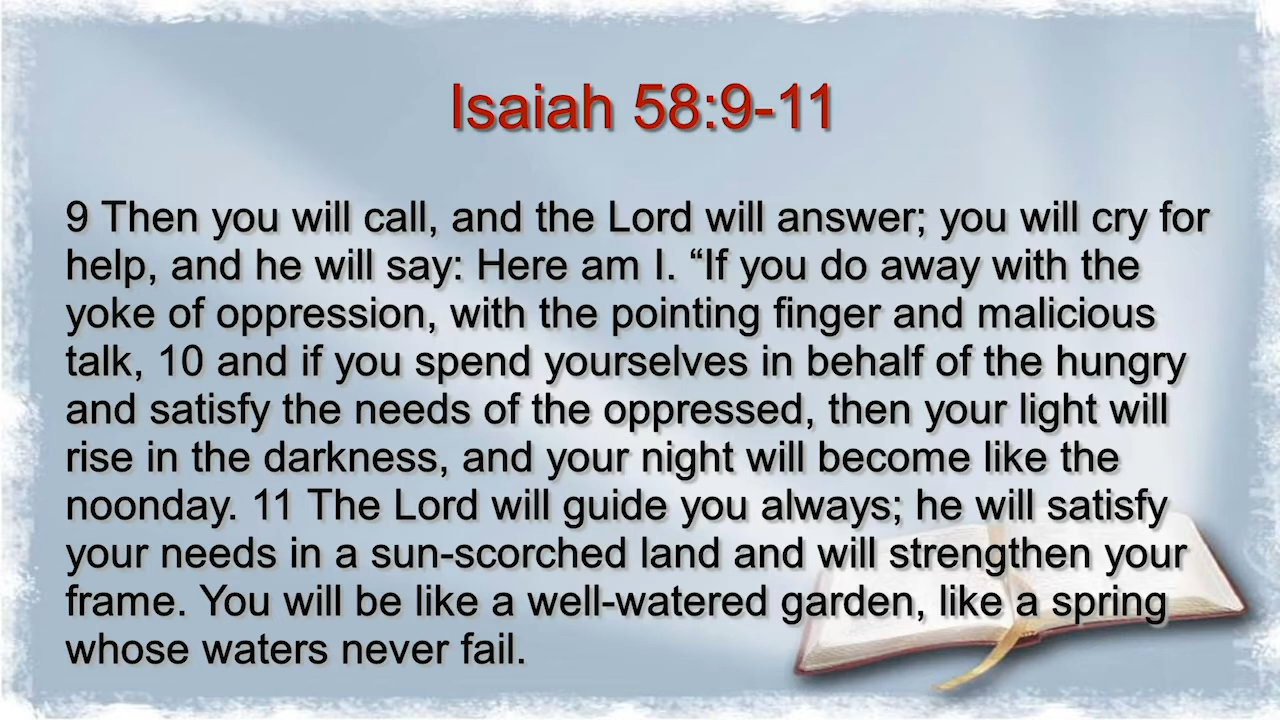 Isaiah 58:9-11
9 Then you will call, and the Lord will answer; you will cry for
help, and he will say: Here am I. “If you do away with the
yoke of oppression, with the pointing finger and malicious
talk, 10 and if you spend yourselves in behalf of the hungry
and satisfy the needs of the oppressed, then your light will
rise in the darkness, and your night will become like the
noonday. 11 The Lord will guide you always; he will satisfy
your needs in a sun-scorched land and will strengthen your
frame. You will be like a well-watered garden, like a spring
whose waters never fail.